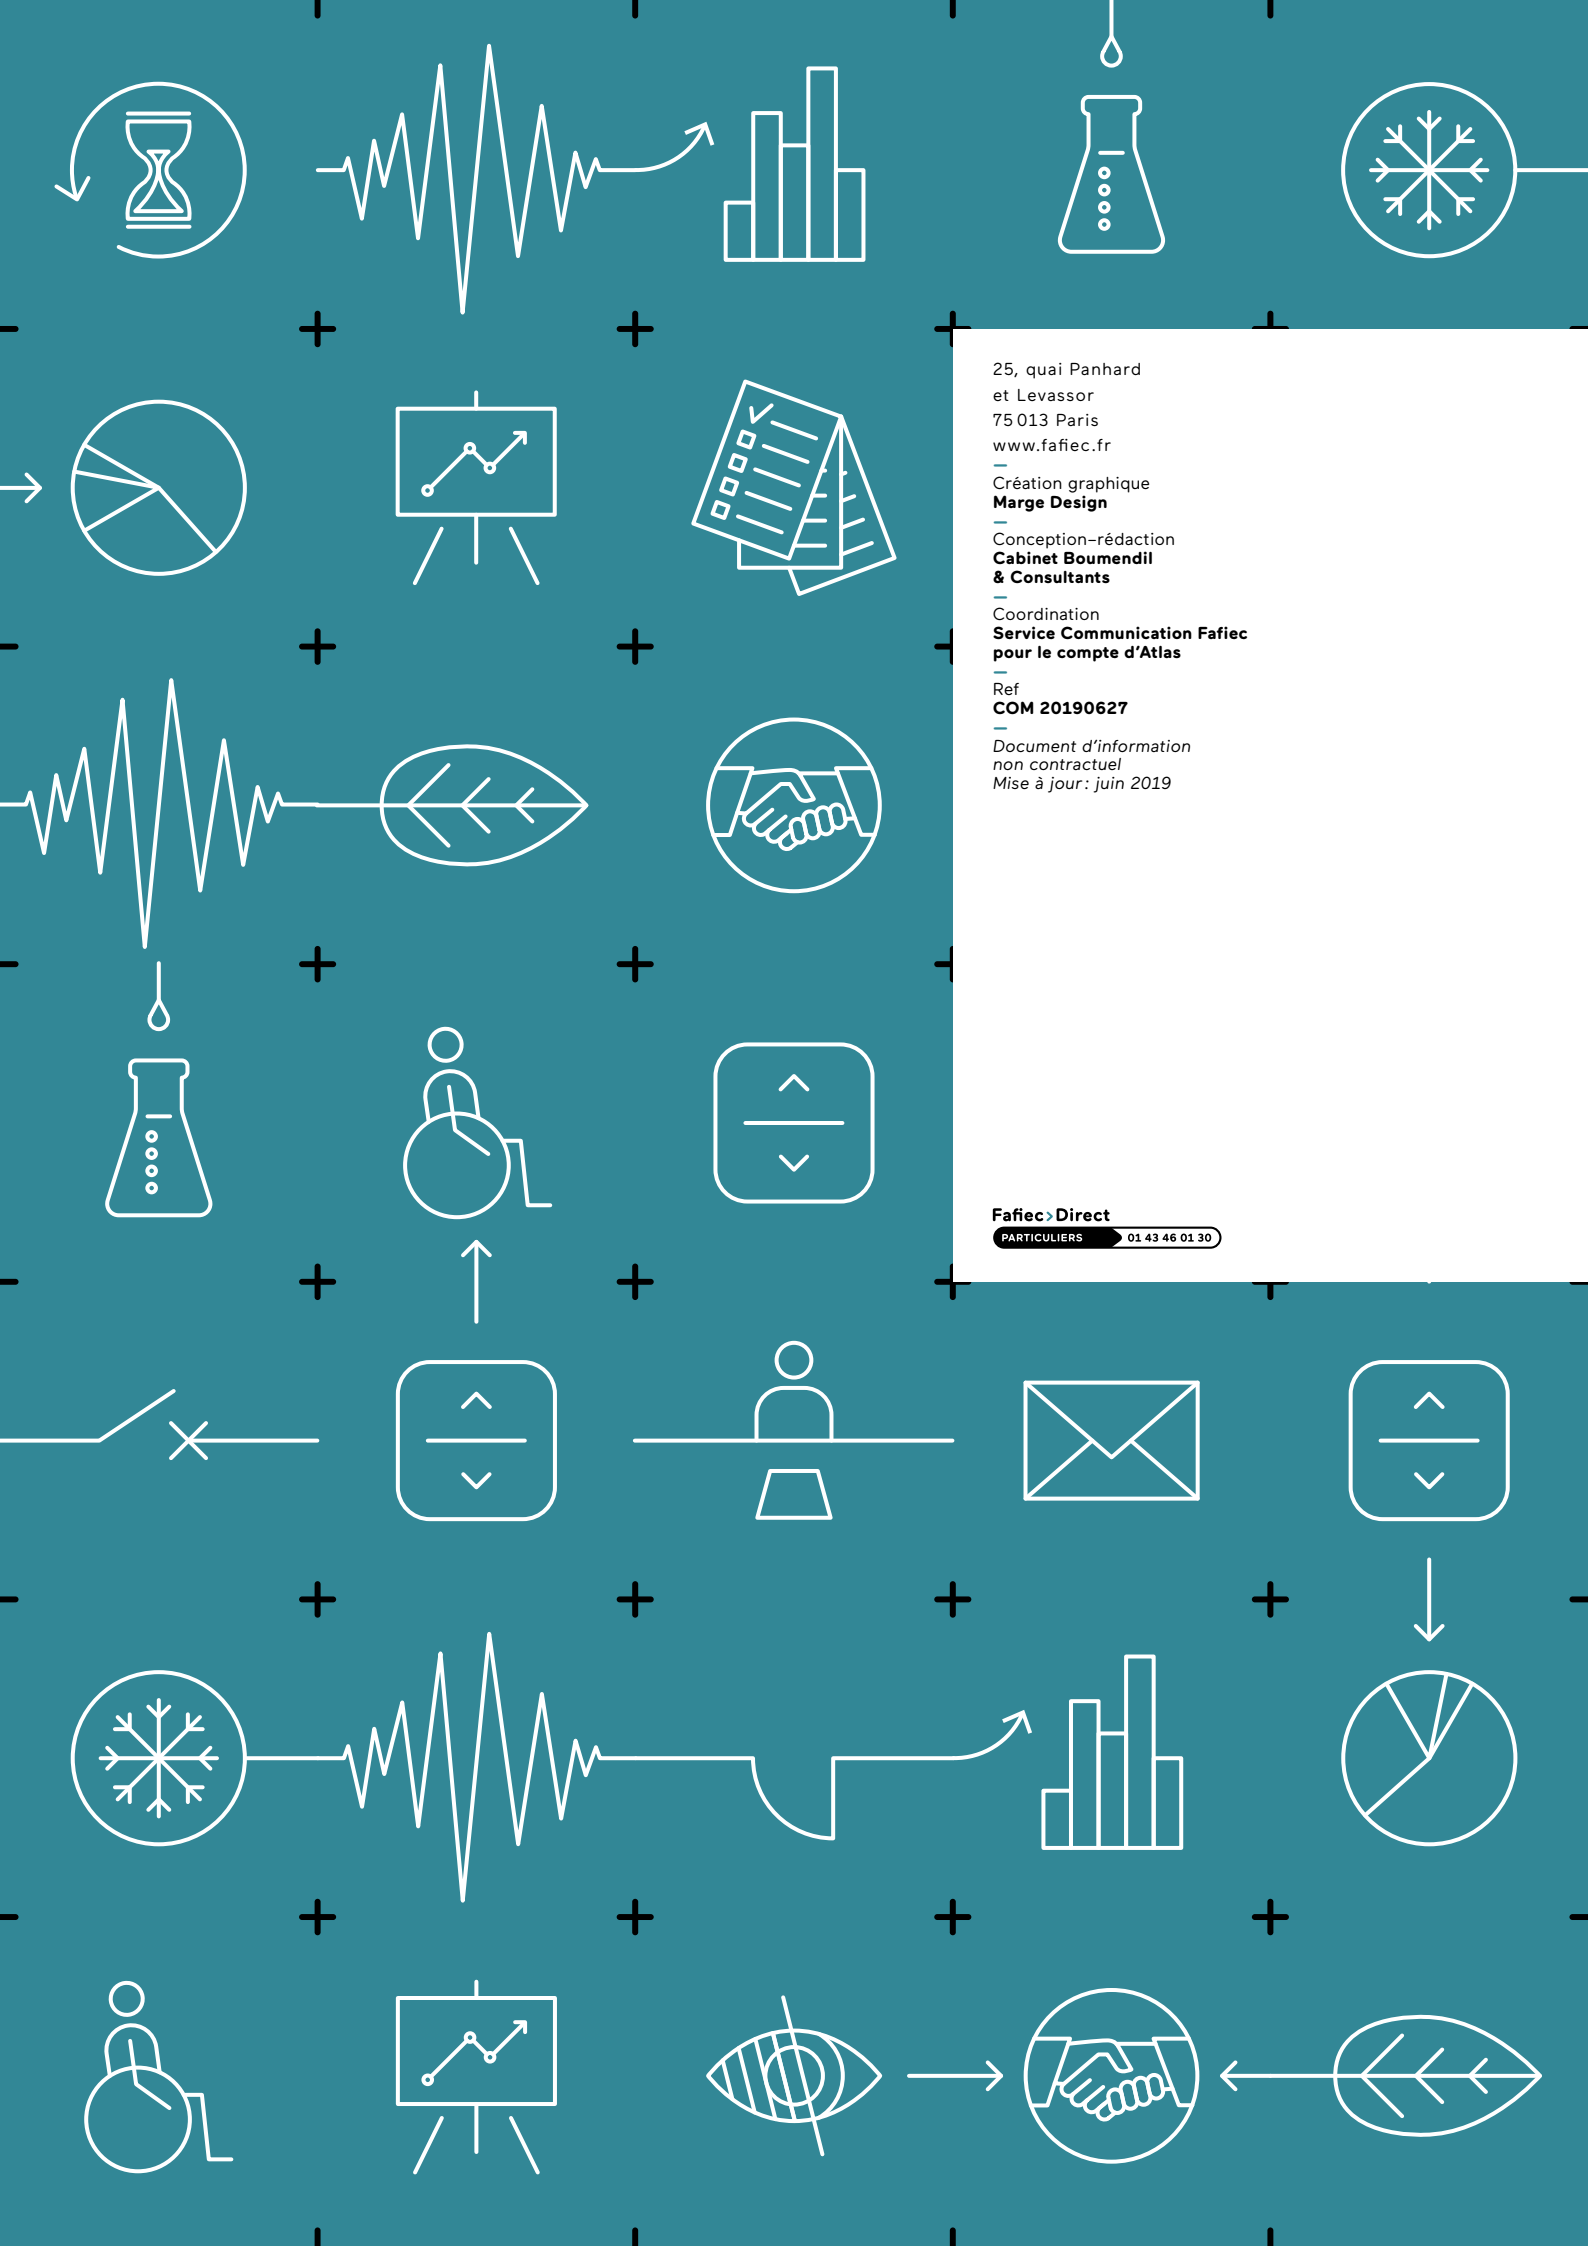 25, quai Panhard
et Levassor
75 013 Paris
www.fafiec.fr
Création graphique
Marge Design
Conception–rédaction
Cabinet Boumendil
& Consultants
Coordination
Service Communication Fafiec
pour le compte d’Atlas
Ref
COM 20190627
Document d’information
non contractuel
Mise à jour : juin 2019
Fafiec>Direct
PARTICULIERS 01 43 46 01 30